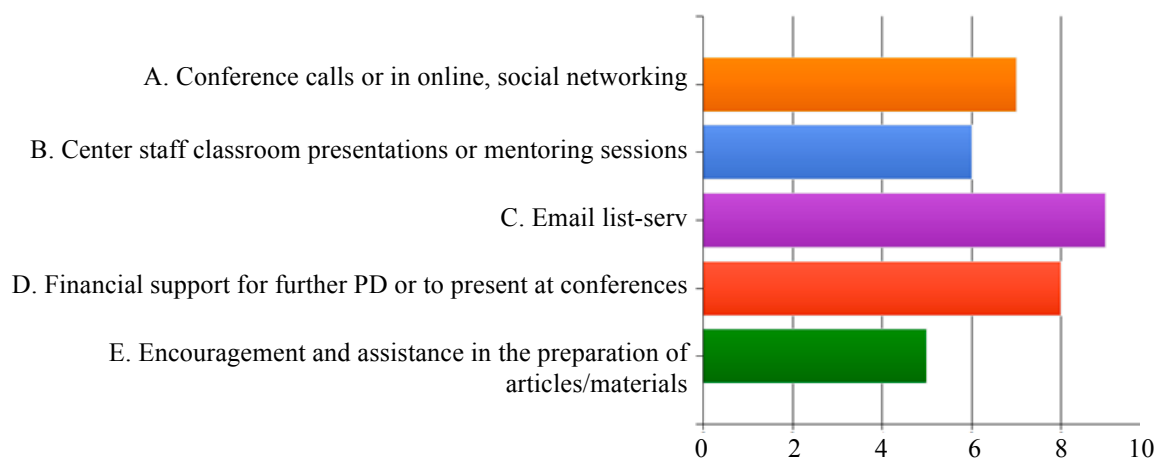 A. Conference calls or in online, social networking
B. Center staff classroom presentations or mentoring sessions
C. Email list-serv
D. Financial support for further PD or to present at conferences
E. Encouragement and assistance in the preparation of
articles/materials
0 2 4 6 8 10